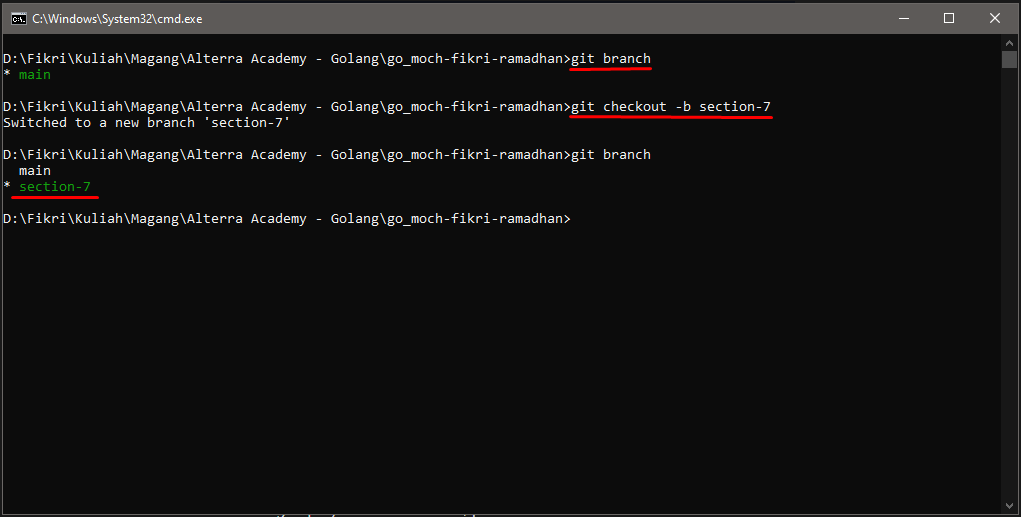 C:\Windows\System32\cmd.exe
D:\Fikri\Kuliah\Magang\Alterra Academy - Golang\go_moch-fikri-ramadhan>git branch
* main
D:\Fikri\Kuliah\Magang\Alterra Academy - Golang\go_moch-fikri-ramadhan>git checkout -b section-7
Switched to a new branch 'section-7'
D:\Fikri\Kuliah\Magang\Alterra Academy - Golang\go_moch-fikri-ramadhan>git branch
  main
* section-7
D:\Fikri\Kuliah\Magang\Alterra Academy - Golang\go_moch-fikri-ramadhan>